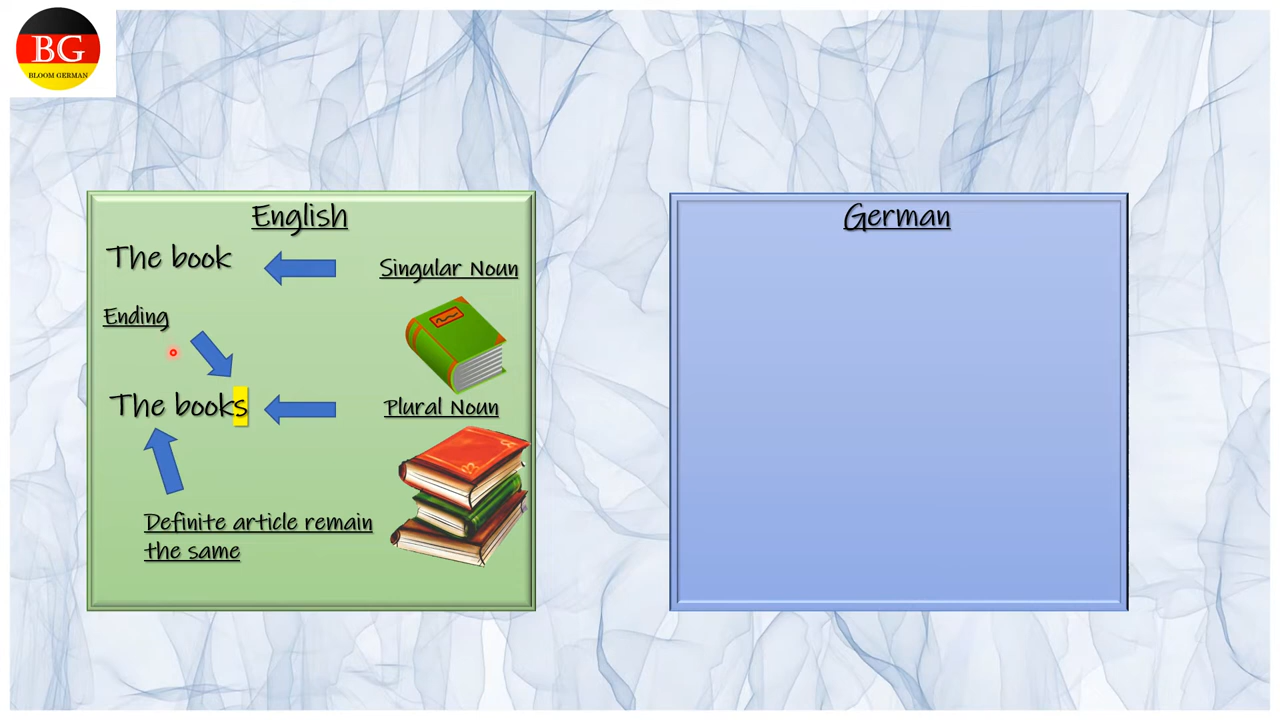 BG
BLOOM GERMAN
English
The book
Singular Noun
Ending
The books
Plural Noun
Definite article remain
the same
German